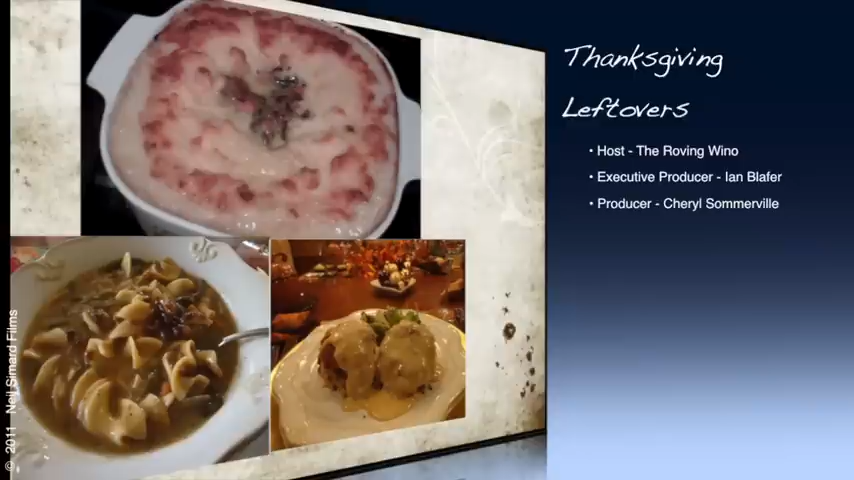 Thanksgiving
Leftovers
• Host - The Roving Wino
• Executive Producer - Ian Blafer
• Producer - Cheryl Sommerville
© 2011 Neil Simard Films